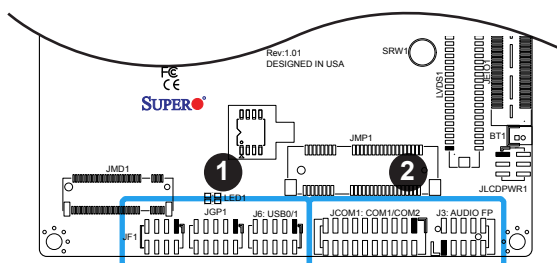 Rev:1.01
DESIGNED IN USA
SRW1
FC
CE
SUPERO
LVDS1
JEIO1
BT1
JMP1
JLCDPWR1
JMD1
1
2
LED1
JF1
JGP1
J6: USB0/1
JCOM1: COM1/COM2
J3: AUDIO FP